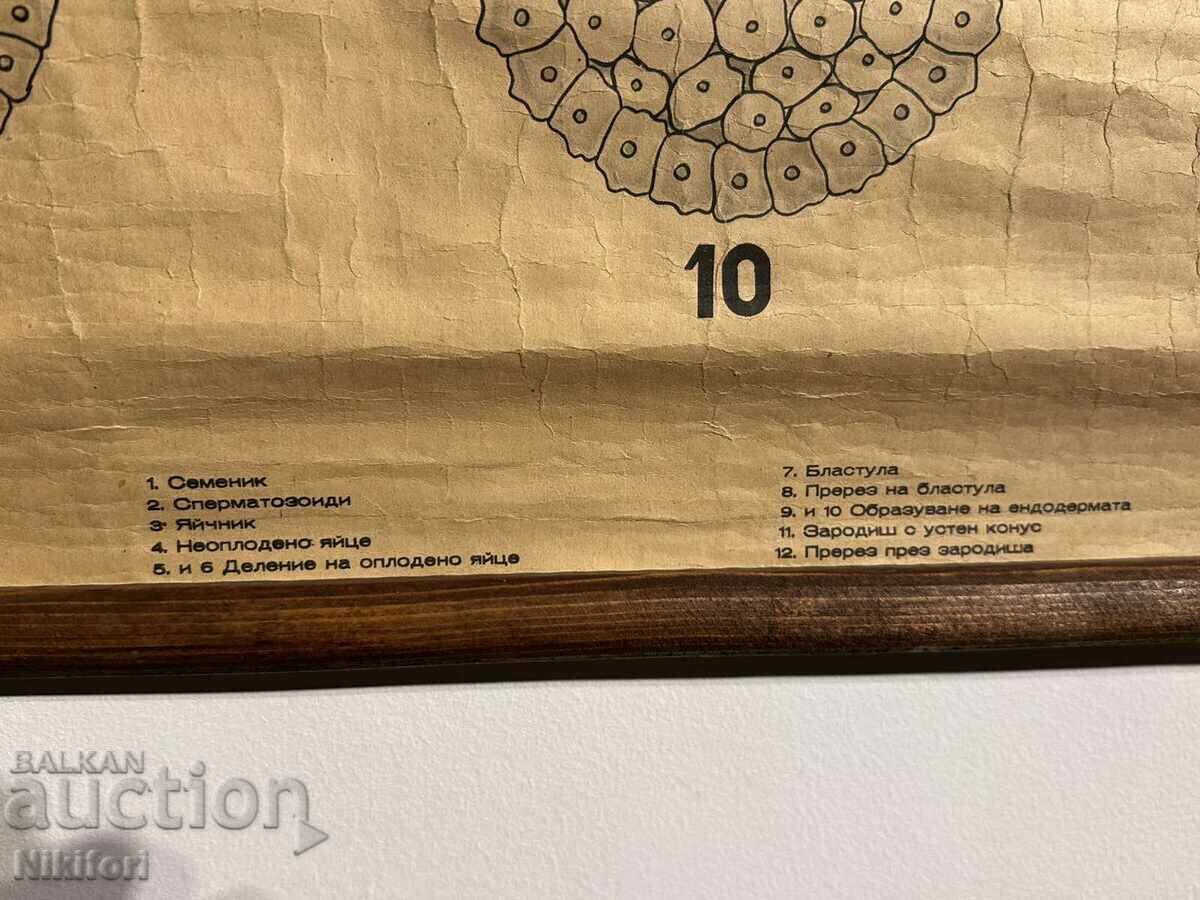 10
1. Семеник
2. Сперматозоиди
3. Яйчник
4. Неоплодено яйце
5. и 6 Деление на оплодено яйце
7. Бластула
8. Пререз на бластула
9. и 10 Образуване на ендодермата
11. Зародиш с устен конус
12. Пререз през зародиша
BALKAN
auction
Nikifori